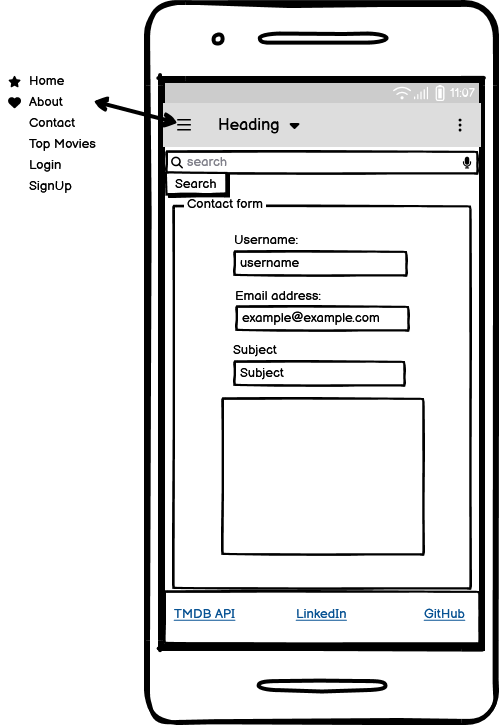 Home
About
Contact
Top Movies
Login
SignUp
11:07
Heading
search
Search
Contact form
Username:
username
Email address:
example@example.com
Subject
Subject
TMDB API LinkedIn GitHub